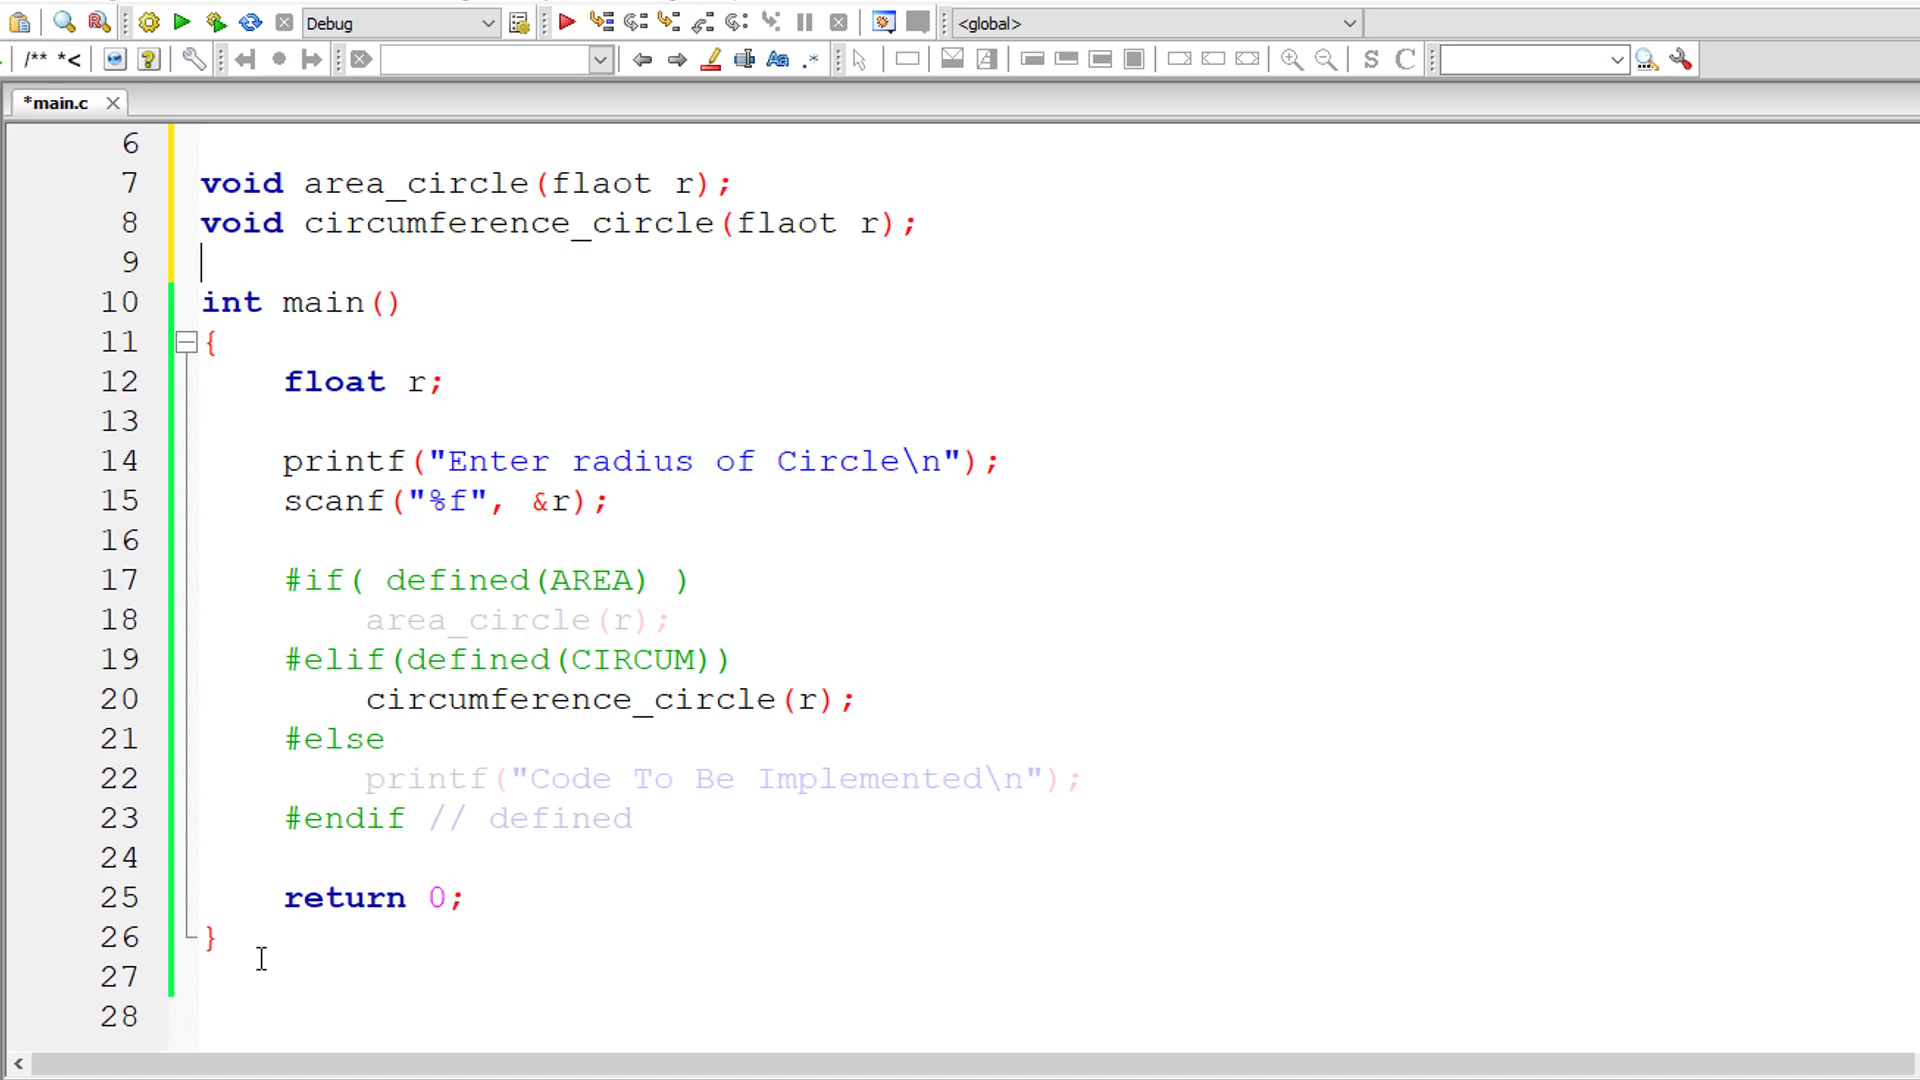 Debug
<global>
/** *<
Aa .* S C
*main.c
6
7 void area_circle(flaot r);
8 void circumference_circle(flaot r);
9
10 int main()
11 {
12 float r;
13
14 printf("Enter radius of Circle\n");
15 scanf("%f", &r);
16
17 #if( defined(AREA) )
18 area_circle(r);
19 #elif(defined(CIRCUM))
20 circumference_circle(r);
21 #else
22 printf("Code To Be Implemented\n");
23 #endif // defined
24
25 return 0;
26 }
27
28